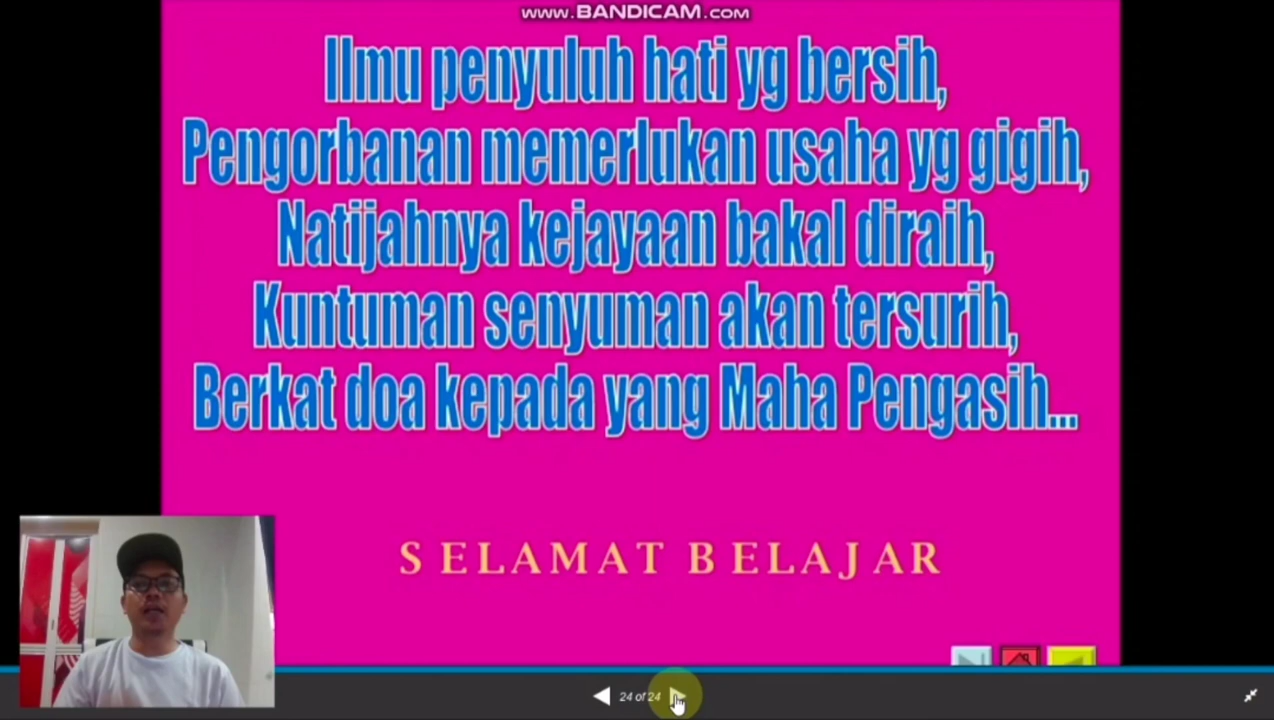 WWW.BANDICAM.COM
Ilmu penyuluh hati yg bersih,
Pengorbanan memerlukan usaha yg gigih,
Natijahnya kejayaan bakal diraih,
Kuntuman senyuman akan tersurih,
Berkat doa kepada yang Maha Pengasih...
SELAMAT BELAJAR
24 of 24